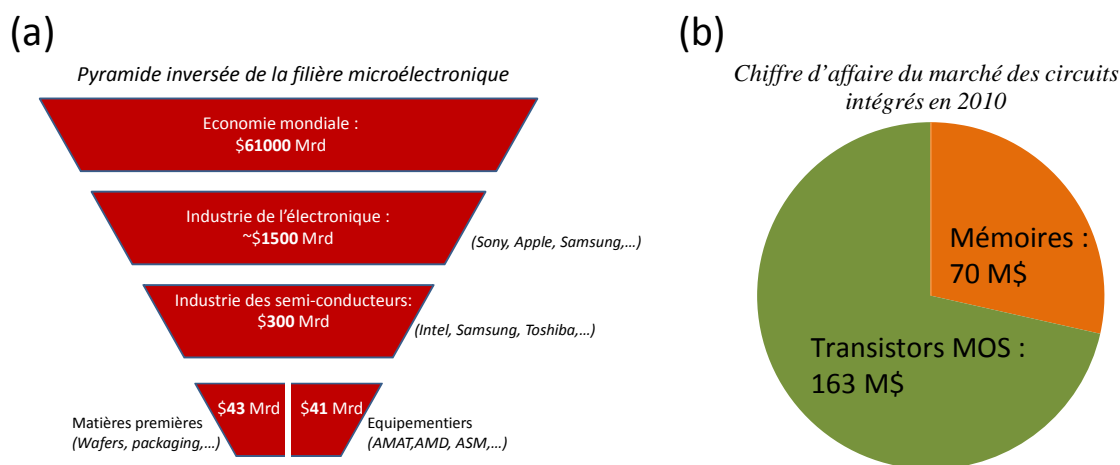 (a)
Pyramide inversée de la filière microélectronique
Economie mondiale :
$61000 Mrd
Industrie de l'électronique :
~$1500 Mrd
(Sony, Apple, Samsung,...)
Industrie des semi-conducteurs:
$300 Mrd
(Intel, Samsung, Toshiba,...)
$43 Mrd
$41 Mrd
Matières premières
(Wafers, packaging,...)
Equipementiers
(AMAT,AMD, ASM,...)
(b)
Chiffre d'affaire du marché des circuits
intégrés en 2010
Mémoires :
70 M$
Transistors MOS :
163 M$